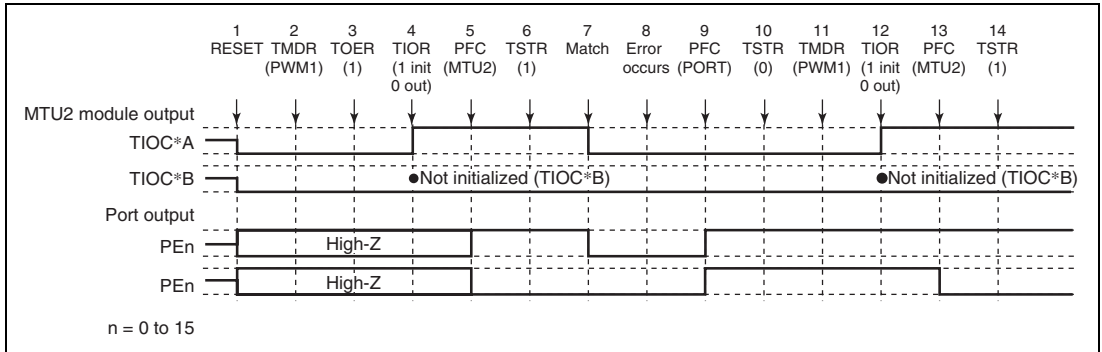 1 2 3 4 5 6 7 8 9 10 11 12 13 14
RESET TMDR TOER TIOR PFC TSTR Match Error PFC TSTR TMDR TIOR PFC TSTR
(PWM1) (1) (1 init (MTU2) (1) occurs (PORT) (0) (PWM1) (1 init (MTU2) (1)
0 out) 0 out)
MTU2 module output
TIOC*A
TIOC*B ●Not initialized (TIOC*B) ●Not initialized (TIOC*B)
Port output
PEn High-Z
PEn High-Z
n = 0 to 15